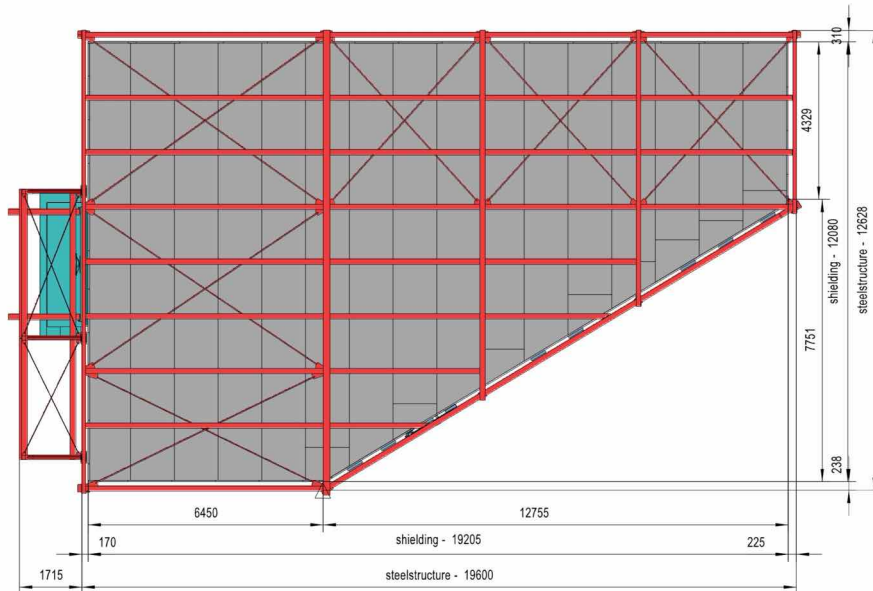 310
4329
shielding - 12080
steelstructure - 12628
7751
238
6450
12755
170
shielding - 19205
225
1715
steelstructure - 19600